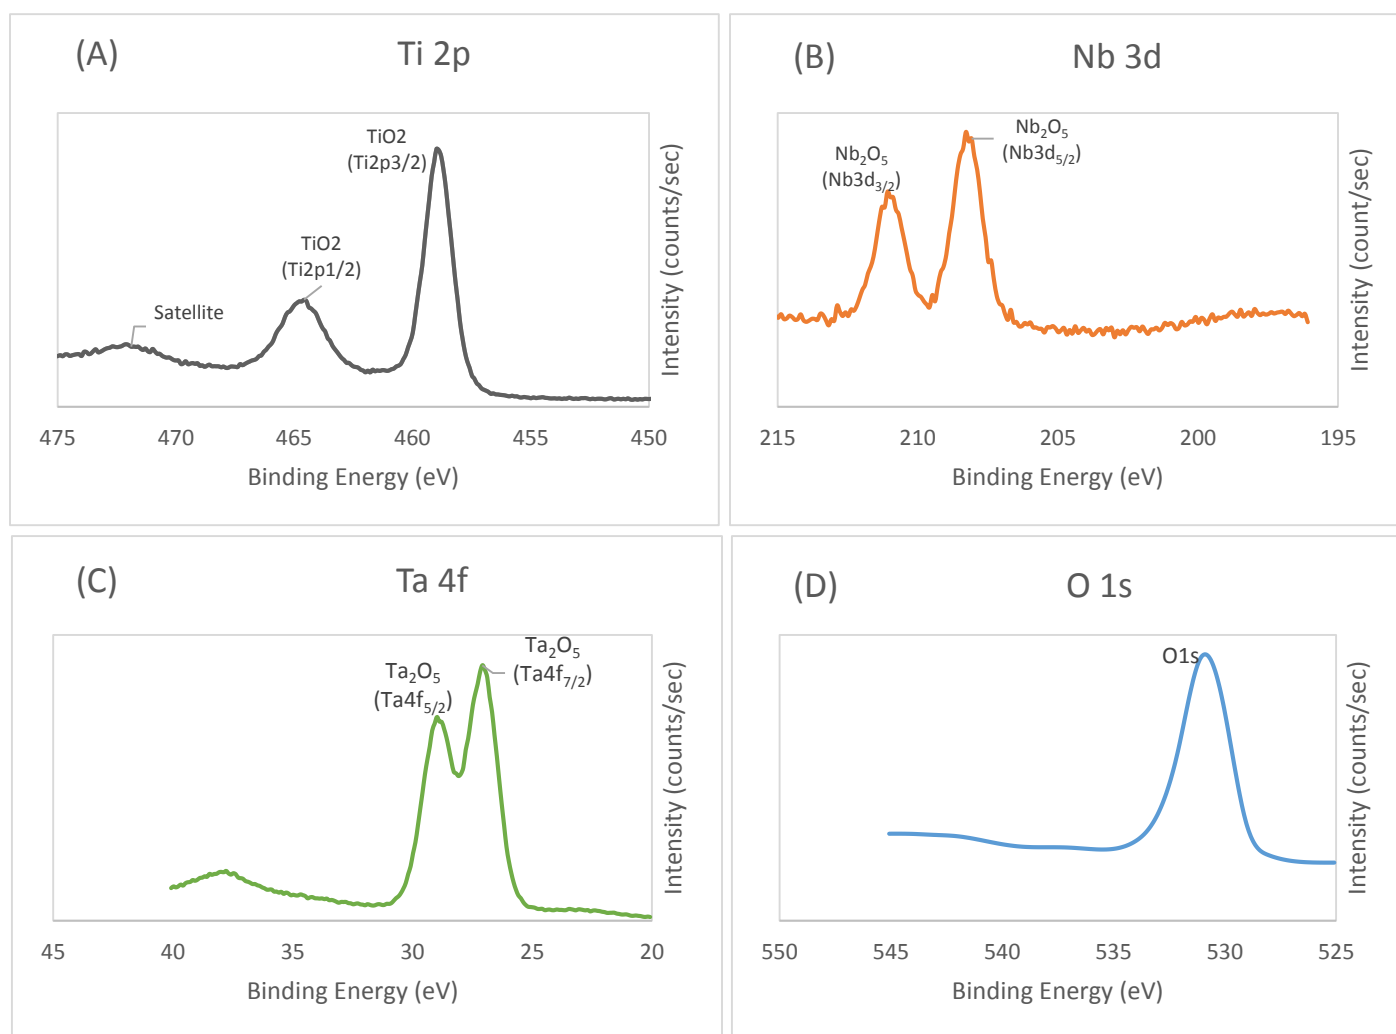 (A) Ti 2p
TiO2
(Ti2p3/2)
TiO2
(Ti2p1/2)
Satellite
Intensity (counts/sec)
475 470 465 460 455 450
Binding Energy (eV)
(B) Nb 3d
Nb₂O₅
(Nb3d₅/₂)
Nb₂O₅
(Nb3d₃/₂)
Intensity (count/sec)
215 210 205 200 195
Binding Energy (eV)
(C) Ta 4f
Ta₂O₅
(Ta4f₇/₂)
Ta₂O₅
(Ta4f₅/₂)
Intensity (counts/sec)
45 40 35 30 25 20
Binding Energy (eV)
(D) O 1s
O1s
Intensity (counts/sec)
550 545 540 535 530 525
Binding Energy (eV)